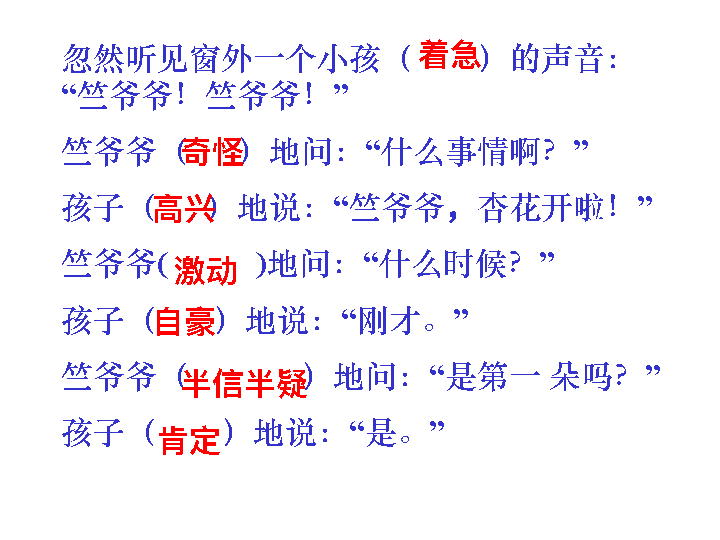 忽然听见窗外一个小孩（着急）的声音：
“竺爷爷！竺爷爷！”
竺爷爷（奇怪）地问：“什么事情啊？”
孩子（高兴）地说：“竺爷爷，杏花开啦！”
竺爷爷(激动 )地问：“什么时候？”
孩子（自豪）地说：“刚才。”
竺爷爷（半信半疑）地问：“是第一 朵吗？”
孩子（肯定）地说：“是。”